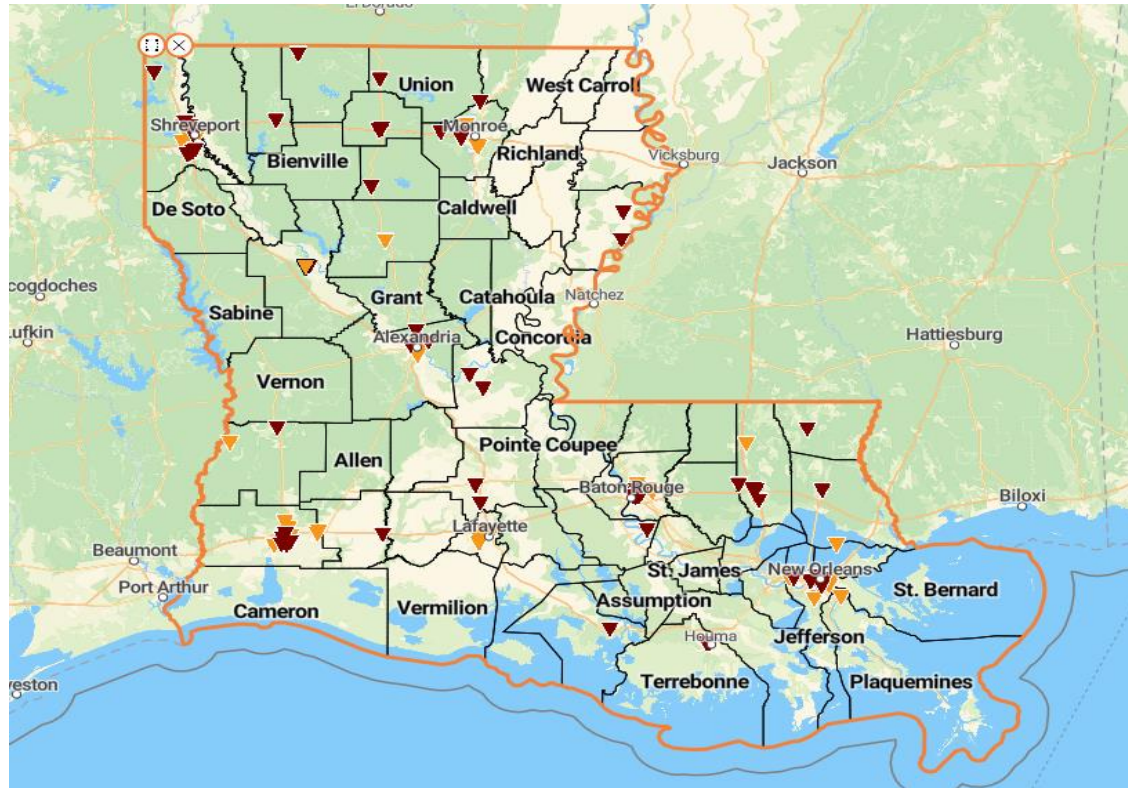 El Dorado
Union
West Carroll
Shreveport
Monroe
Richland
Vicksburg
Jackson
Bienville
De Soto
Caldwell
cogdoches
Sabine
Grant
Catahoula
Natchez
Lufkin
Alexandria
Concordia
Hattiesburg
Vernon
Pointe Coupee
Allen
Baton Rouge
Biloxi
Lafayette
Beaumont
Port Arthur
St. James
New Orleans
St. Bernard
Cameron
Vermilion
Assumption
Houma
Jefferson
Terrebonne
Plaquemines
veston